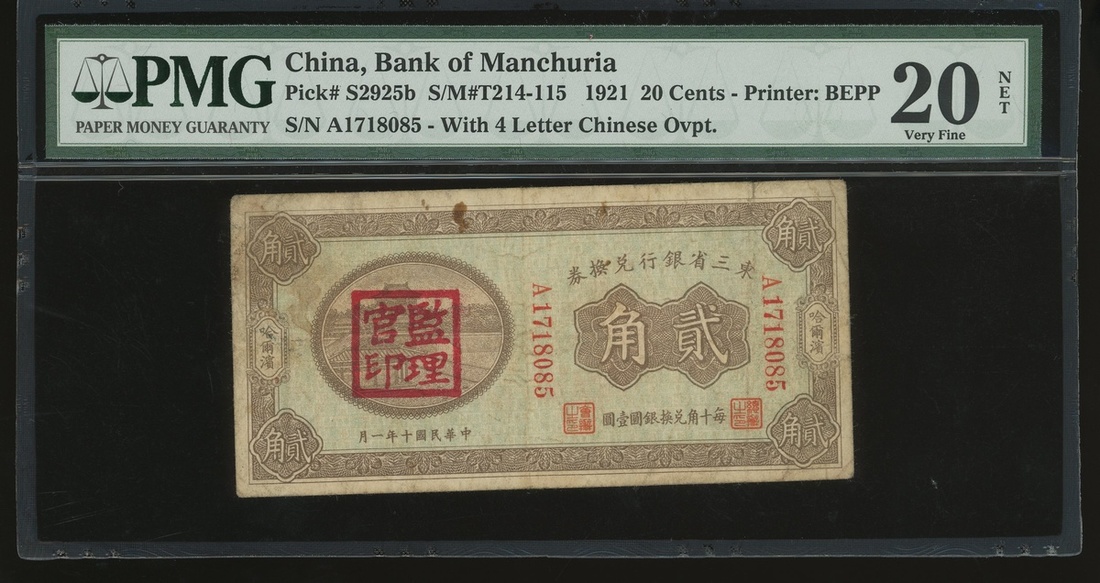 PMG
PAPER MONEY GUARANTY
China, Bank of Manchuria
Pick# S2925b S/M#T214-115 1921 20 Cents - Printer: BEPP
S/N A1718085 - With 4 Letter Chinese Ovpt.
20
Very Fine
NET
貳角
貳角
東三省銀行兌換券
A1718085
A1718085
貳角
哈爾濱
哈爾濱
監理
官印
每十角兌換銀圓壹圓
中華民國十年一月
貳角
貳角